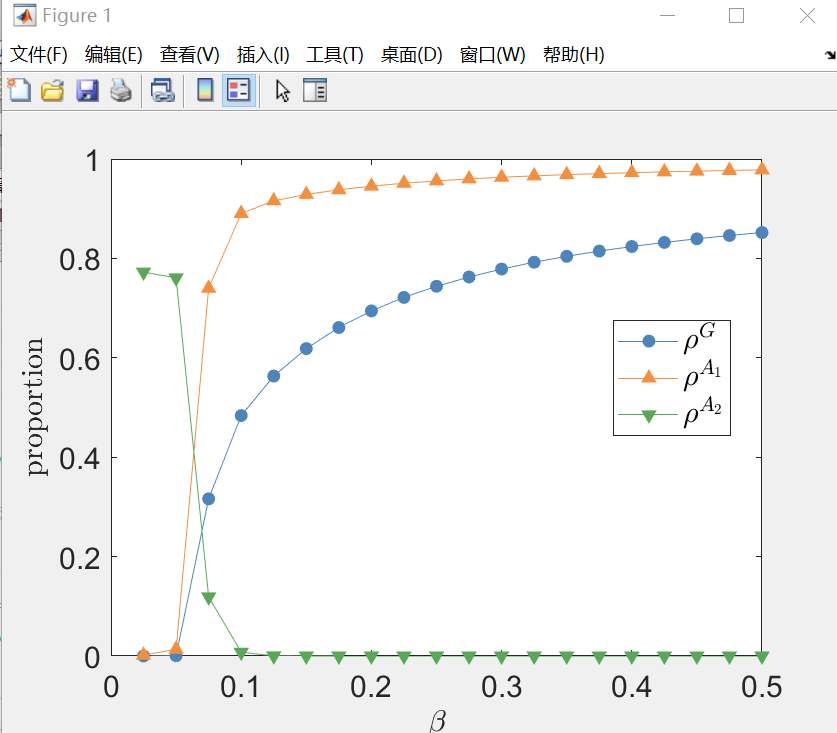 Figure 1
文件(F) 编辑(E) 查看(V) 插入(I) 工具(T) 桌面(D) 窗口(W) 帮助(H)
1
0.8
0.6
0.4
0.2
0
proportion
ρ^G
ρ^{A_1}
ρ^{A_2}
0 0.1 0.2 0.3 0.4 0.5
β